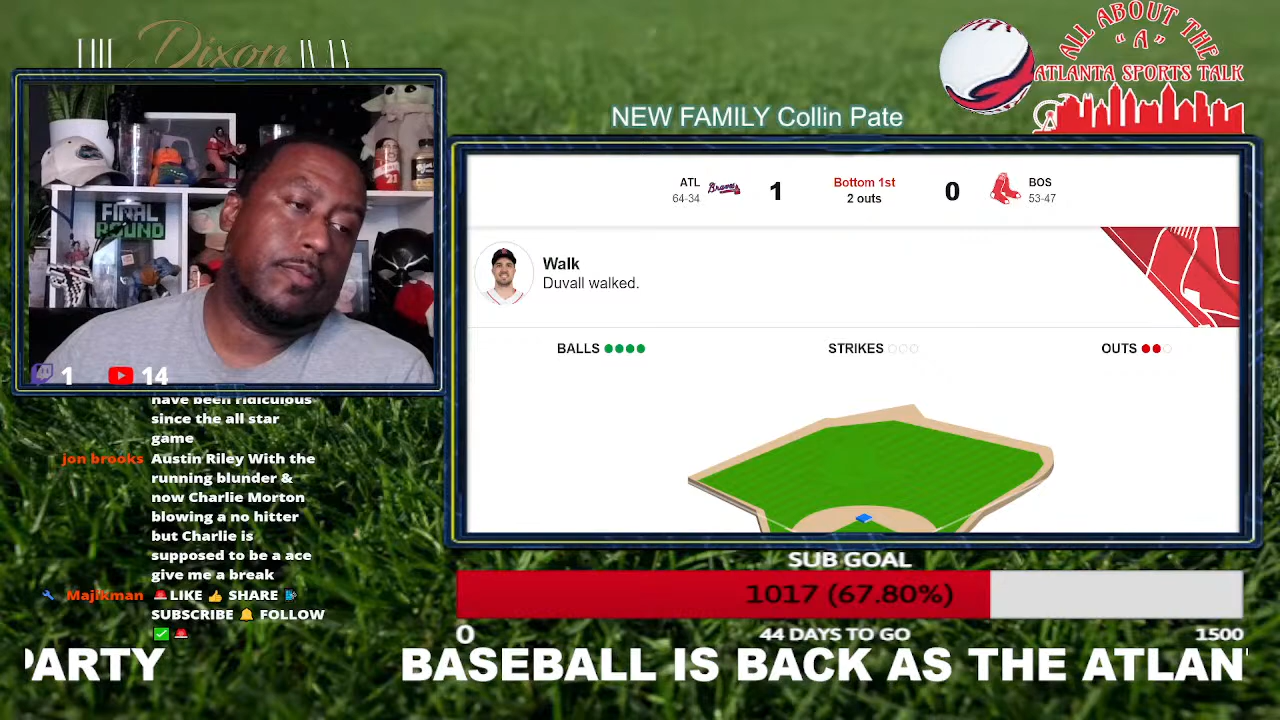 Dixon
ALL ABOUT THE
"A"
ATLANTA SPORTS TALK
NEW FAMILY Collin Pate
ATL
64-34
Braves
1
Bottom 1st
2 outs
0
BOS
53-47
Walk
Duvall walked.
BALLS
STRIKES
OUTS
FINAL
ROUND
21
1
14
have been ridiculous
since the all star
game
jon brooks Austin Riley With the
running blunder &
now Charlie Morton
blowing a no hitter
but Charlie is
supposed to be a ace
give me a break
Majikman 🚨LIKE 👍 SHARE
SUBSCRIBE 🔔 FOLLOW
✅ 🚨
SUB GOAL
1017 (67.80%)
0 44 DAYS TO GO 1500
PARTY BASEBALL IS BACK AS THE ATLAN